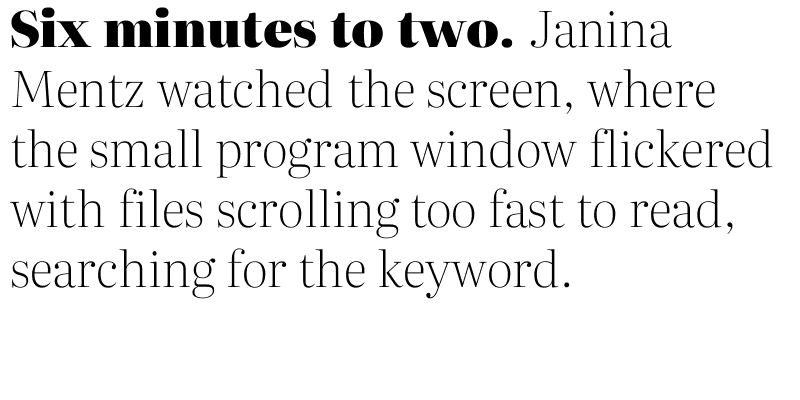 Six minutes to two. Janina
Mentz watched the screen, where
the small program window flickered
with files scrolling too fast to read,
searching for the keyword.